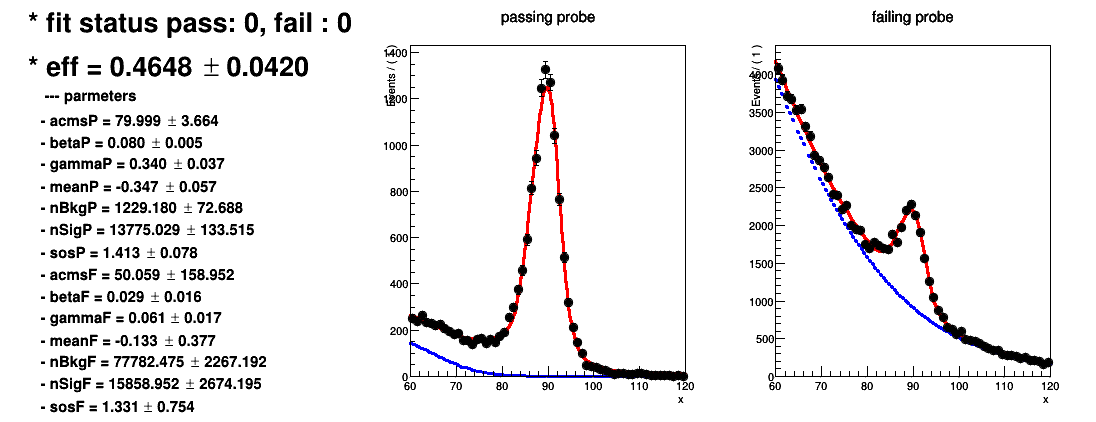 * fit status pass: 0, fail : 0
* eff = 0.4648 ± 0.0420
--- parmeters
- acmsP = 79.999 ± 3.664
- betaP = 0.080 ± 0.005
- gammaP = 0.340 ± 0.037
- meanP = -0.347 ± 0.057
- nBkgP = 1229.180 ± 72.688
- nSigP = 13775.029 ± 133.515
- sosP = 1.413 ± 0.078
- acmsF = 50.059 ± 158.952
- betaF = 0.029 ± 0.016
- gammaF = 0.061 ± 0.017
- meanF = -0.133 ± 0.377
- nBkgF = 77782.475 ± 2267.192
- nSigF = 15858.952 ± 2674.195
- sosF = 1.331 ± 0.754
passing probe
Events / ( )
1400
1200
1000
800
600
400
200
0
60 70 80 90 100 110 120
x
failing probe
Events / ( 1 )
4000
3500
3000
2500
2000
1500
1000
500
0
60 70 80 90 100 110 120
x